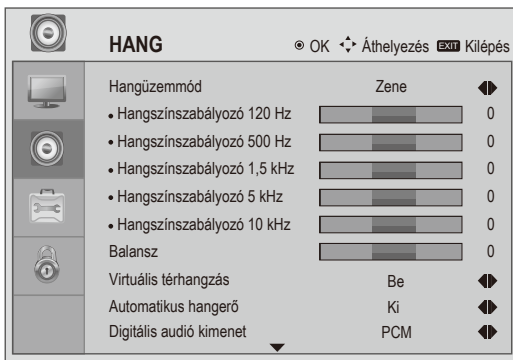 HANG OK Áthelyezés EXIT Kilépés
Hangüzemmód Zene
• Hangszínszabályozó 120 Hz 0
• Hangszínszabályozó 500 Hz 0
• Hangszínszabályozó 1,5 kHz 0
• Hangszínszabályozó 5 kHz 0
• Hangszínszabályozó 10 kHz 0
Balansz 0
Virtuális térhangzás Be
Automatikus hangerő Ki
Digitális audió kimenet PCM